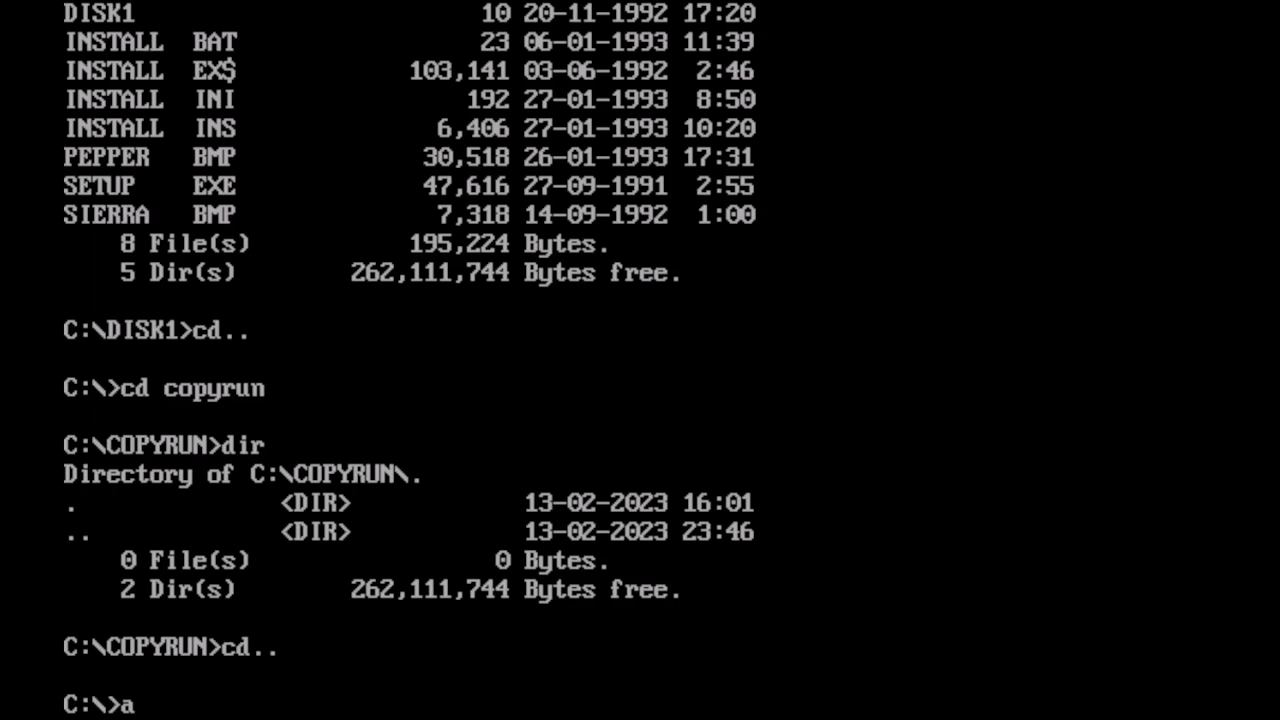 DISK1 10 20-11-1992 17:20
INSTALL BAT 23 06-01-1993 11:39
INSTALL EX$ 103,141 03-06-1992 2:46
INSTALL INI 192 27-01-1993 8:50
INSTALL INS 6,406 27-01-1993 10:20
PEPPER BMP 30,518 26-01-1993 17:31
SETUP EXE 47,616 27-09-1991 2:55
SIERRA BMP 7,318 14-09-1992 1:00
8 File(s) 195,224 Bytes.
5 Dir(s) 262,111,744 Bytes free.
C:\DISK1>cd..
C:\>cd copyrun
C:\COPYRUN>dir
Directory of C:\COPYRUN\.
. <DIR> 13-02-2023 16:01
.. <DIR> 13-02-2023 23:46
0 File(s) 0 Bytes.
2 Dir(s) 262,111,744 Bytes free.
C:\COPYRUN>cd..
C:\>a